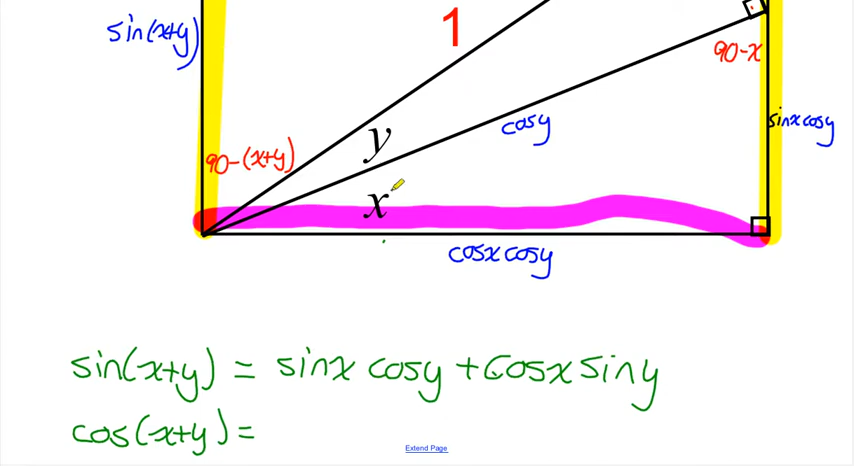 sin(x+y)
1
90-x
sinxcosy
cosy
y
90-(x+y)
x
cosxcosy
sin(x+y) = sinx cosy + cosx siny
cos(x+y) =
Extend Page